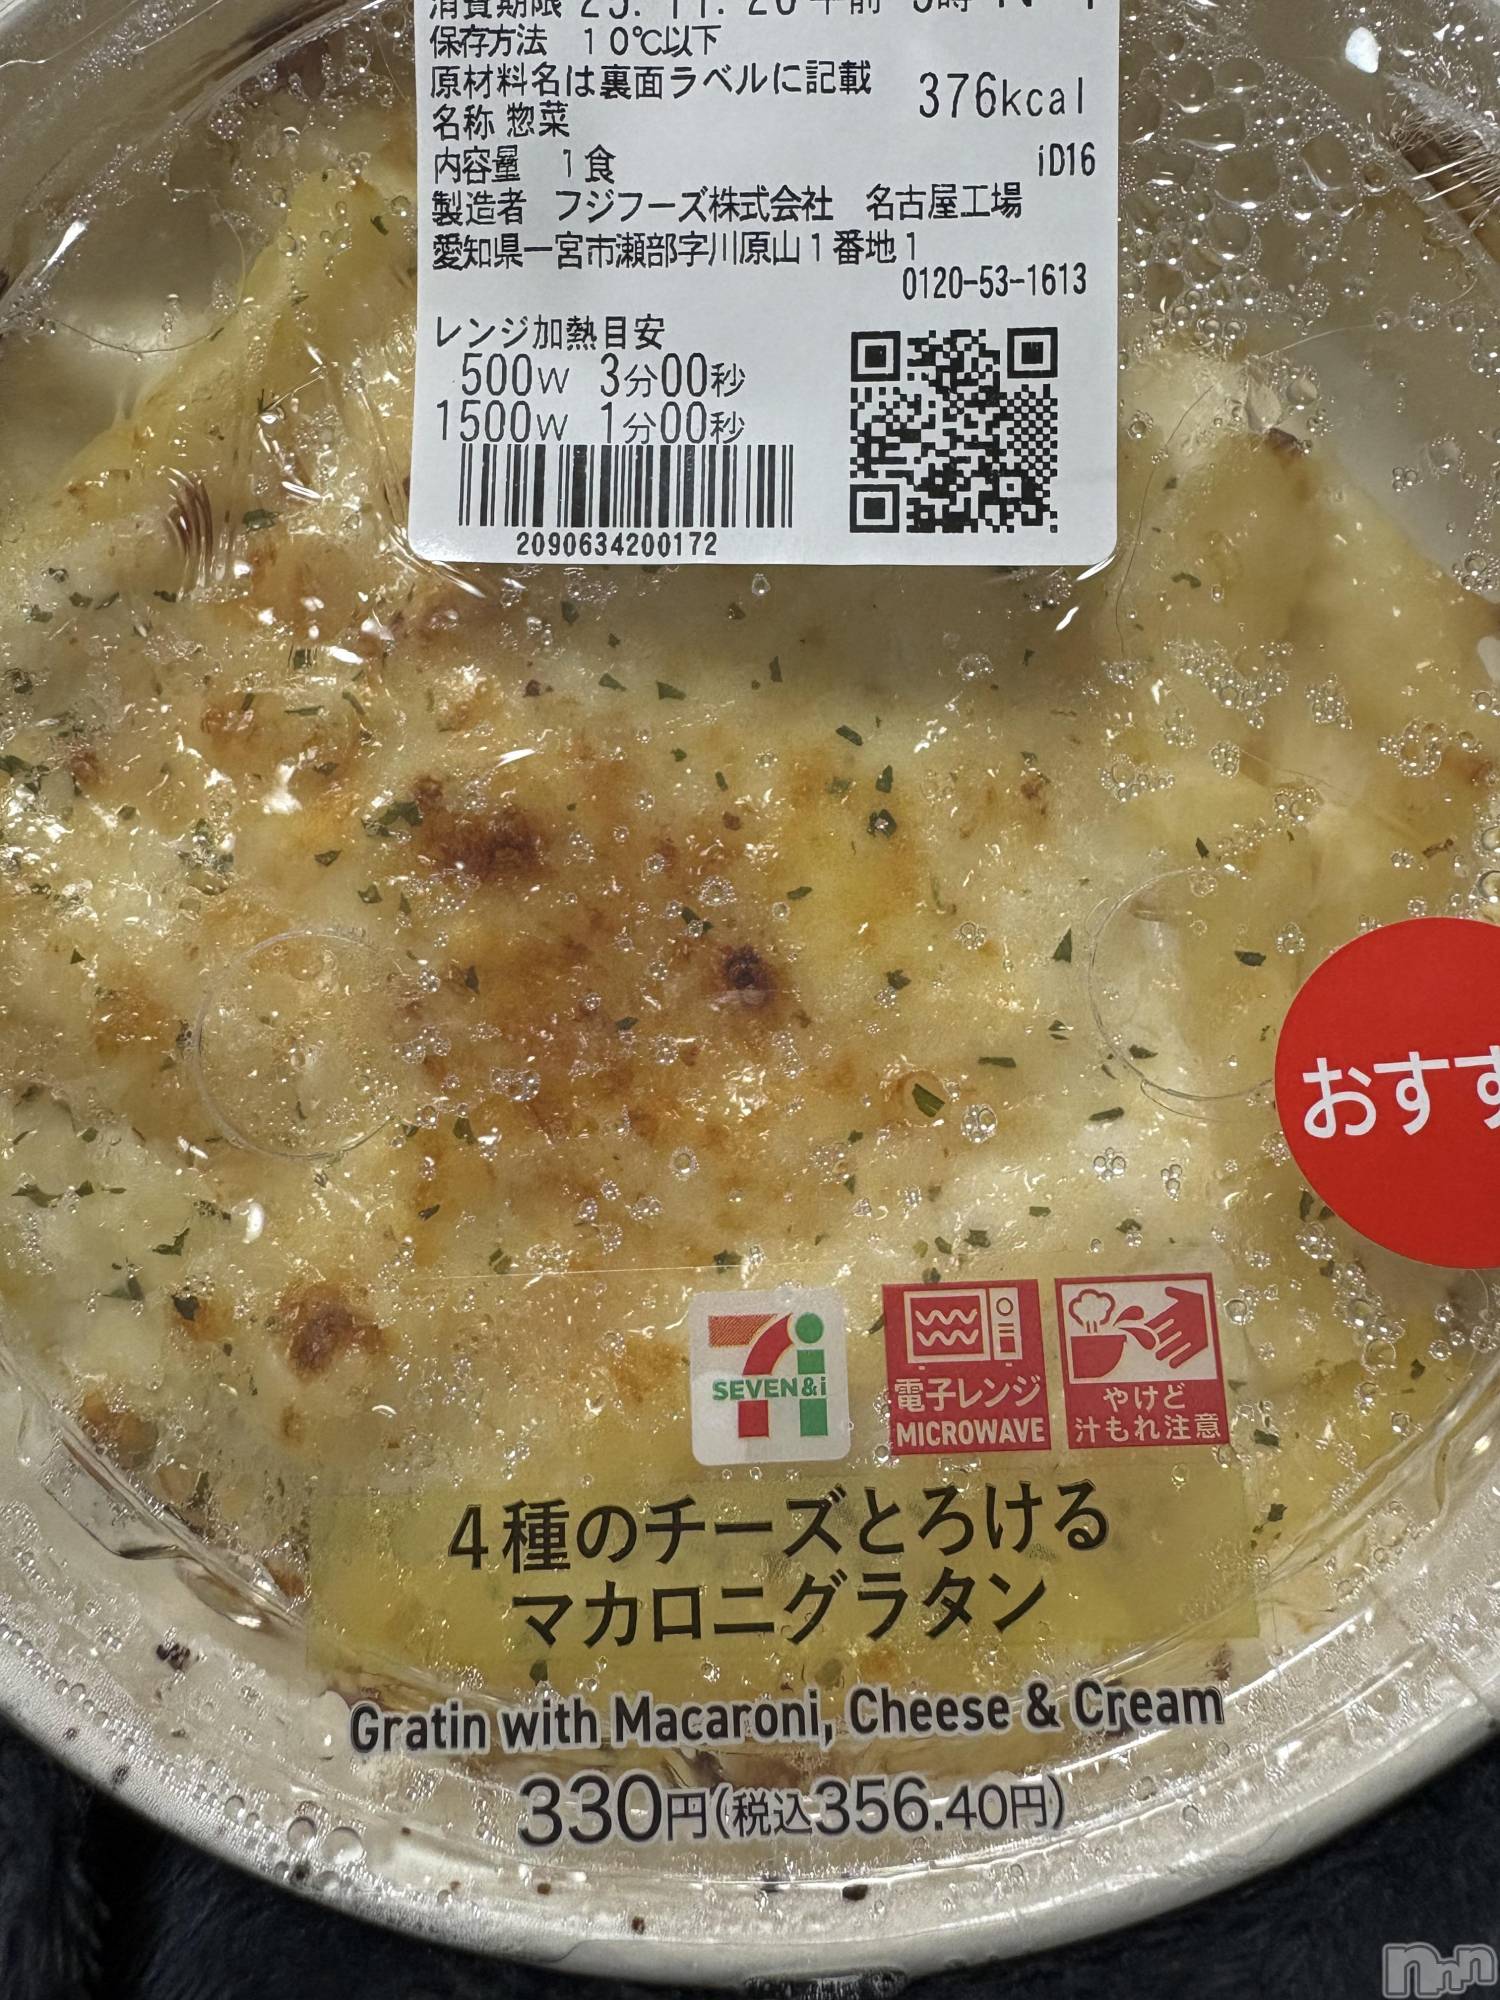 保存方法 10℃以下
原材料名は裏面ラベルに記載
376kcal
名称 惣菜
内容量 1食
iD16
製造者 フジフーズ株式会社 名古屋工場
愛知県一宮市瀬部字川原山1番地1
0120-53-1613
レンジ加熱目安
500W 3分00秒
1500W 1分00秒
2090634200172
おすす
SEVEN&i
電子レンジ
MICROWAVE
やけど
汁もれ注意
4種のチーズとろける
マカロニグラタン
Gratin with Macaroni, Cheese & Cream
330円(税込356.40円)